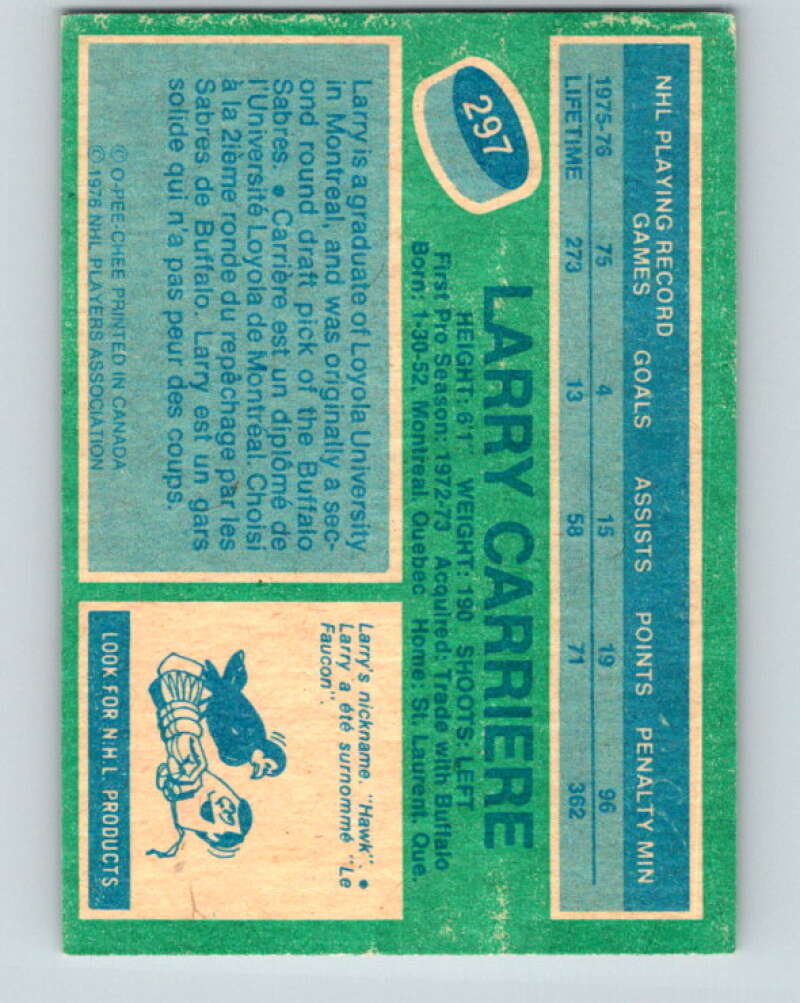 NHL PLAYING RECORD
GAMES GOALS ASSISTS POINTS PENALTY MIN
1975-76 75 4 15 19 96
LIFETIME 273 13 58 71 362
297
LARRY CARRIERE
HEIGHT: 6'1" WEIGHT: 190 SHOOTS: LEFT
First Pro Season: 1972-73 Acquired: Trade with Buffalo
Born: 1-30-52, Montreal, Quebec Home: St. Laurent, Que.
Larry is a graduate of Loyola University
in Montreal, and was originally a sec-
ond round draft pick of the Buffalo
Sabres. • Carrière est un diplômé de
l'Université Loyola de Montréal. Choisi
à la 2ième ronde du repêchage par les
Sabres de Buffalo. Larry est un gars
solide qui n'a pas peur des coups.
© O-PEE-CHEE PRINTED IN CANADA
© 1976 NHL PLAYERS ASSOCIATION
Larry's nickname. "Hawk". •
Larry a été surnommé "Le
Faucon".
LOOK FOR N.H.L PRODUCTS